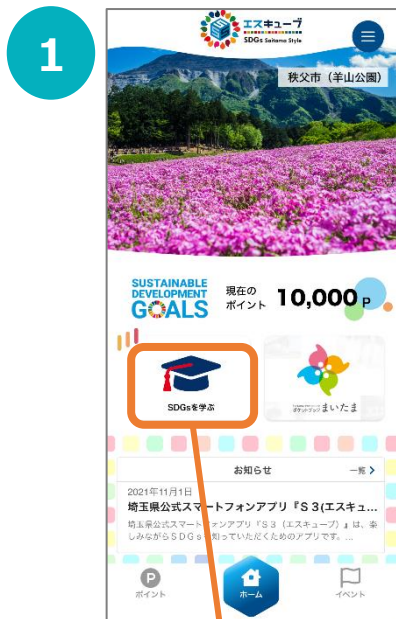 1
エスキューブ
SDGs Saitama Style
秩父市（羊山公園）
SUSTAINABLE
DEVELOPMENT
GOALS
現在の
ポイント
10,000 P
SDGsを学ぶ
まいたま
お知らせ
一覧
2021年11月1日
埼玉県公式スマートフォンアプリ『S３(エスキュ...
埼玉県公式スマートフォンアプリ『S３（エスキューブ）』は、楽
しみながらＳＤＧｓを知っていただくためのアプリです。...
P
ポイント
ホーム
イベント